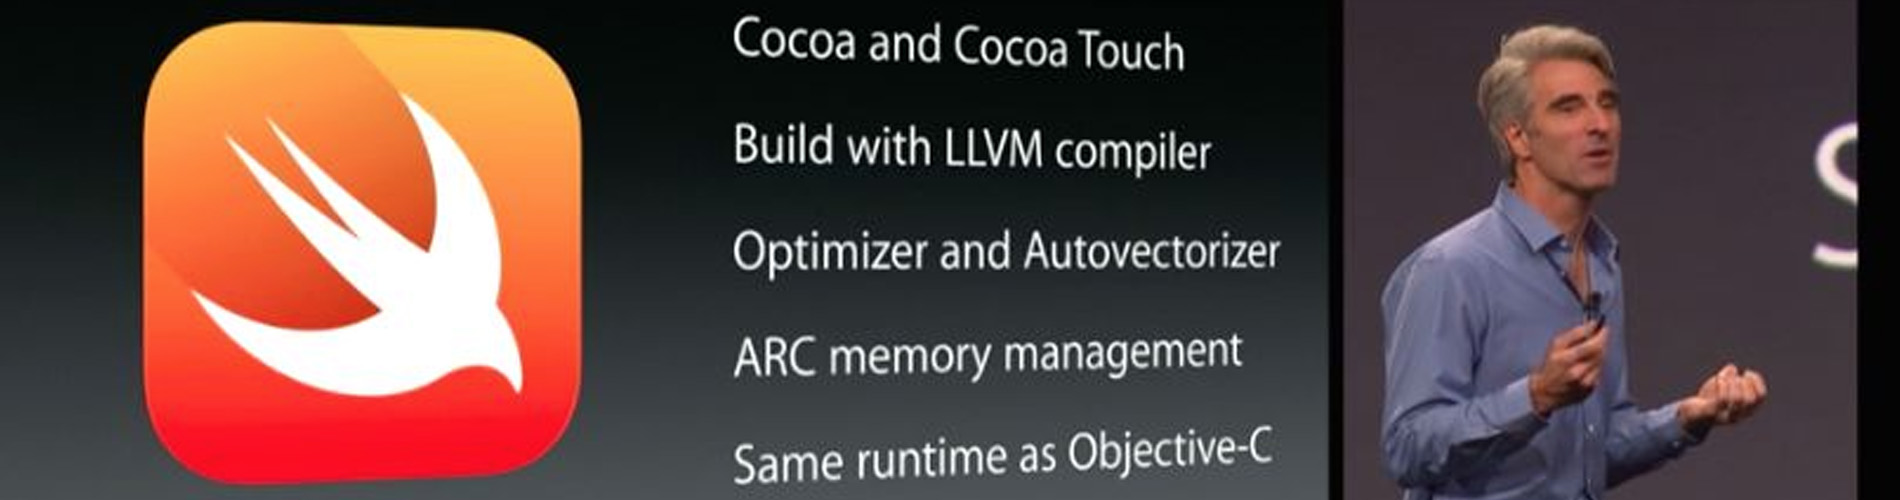 Cocoa and Cocoa Touch
Build with LLVM compiler
Optimizer and Autovectorizer
ARC memory management
Same runtime as Objective-C
S